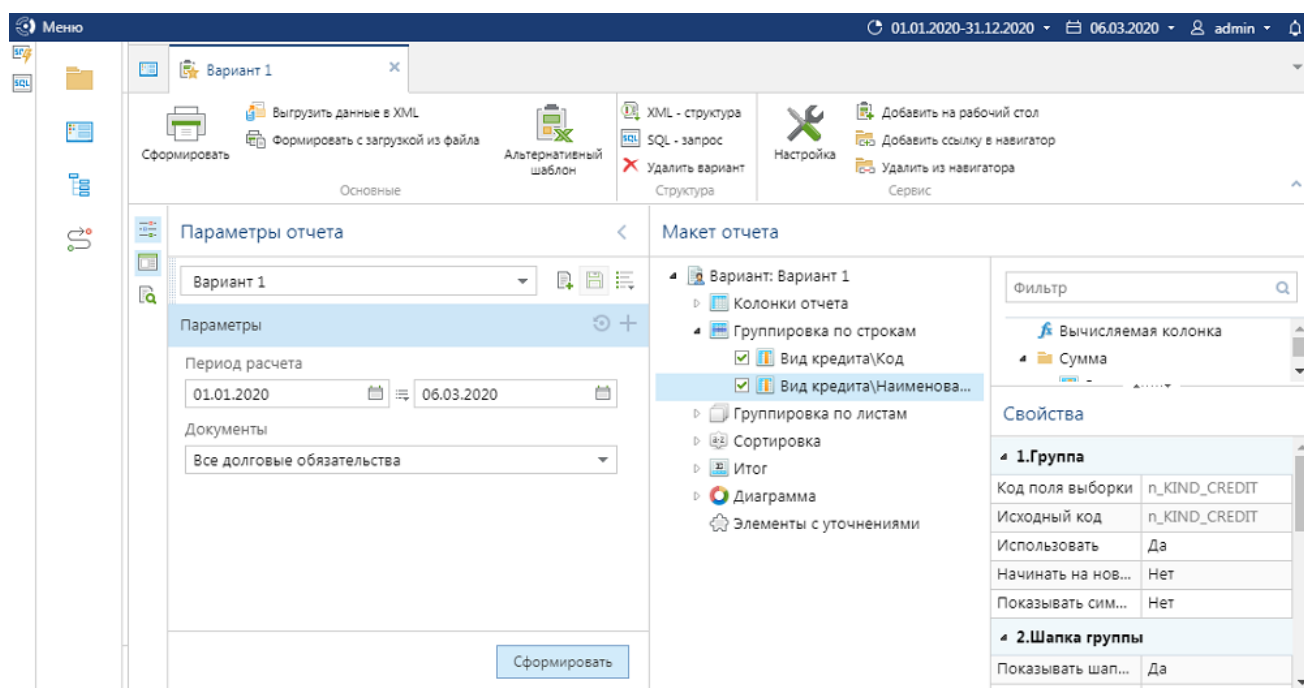 Меню
01.01.2020-31.12.2020 06.03.2020 admin
SQL
Вариант 1
Сформировать
Выгрузить данные в XML
Формировать с загрузкой из файла
Альтернативный
шаблон
Основные
XML - структура
SQL - запрос
Удалить вариант
Структура
Настройка
Добавить на рабочий стол
Добавить ссылку в навигатор
Удалить из навигатора
Сервис
Параметры отчета
Вариант 1
Параметры
Период расчета
01.01.2020 06.03.2020
Документы
Все долговые обязательства
Сформировать
Макет отчета
Вариант: Вариант 1
Колонки отчета
Группировка по строкам
Вид кредита\Код
Вид кредита\Наименова...
Группировка по листам
Сортировка
Итог
Диаграмма
Элементы с уточнениями
Фильтр
Вычисляемая колонка
Сумма
Свойства
1.Группа
Код поля выборки n_KIND_CREDIT
Исходный код n_KIND_CREDIT
Использовать Да
Начинать на нов... Нет
Показывать сим... Нет
2.Шапка группы
Показывать шап... Да